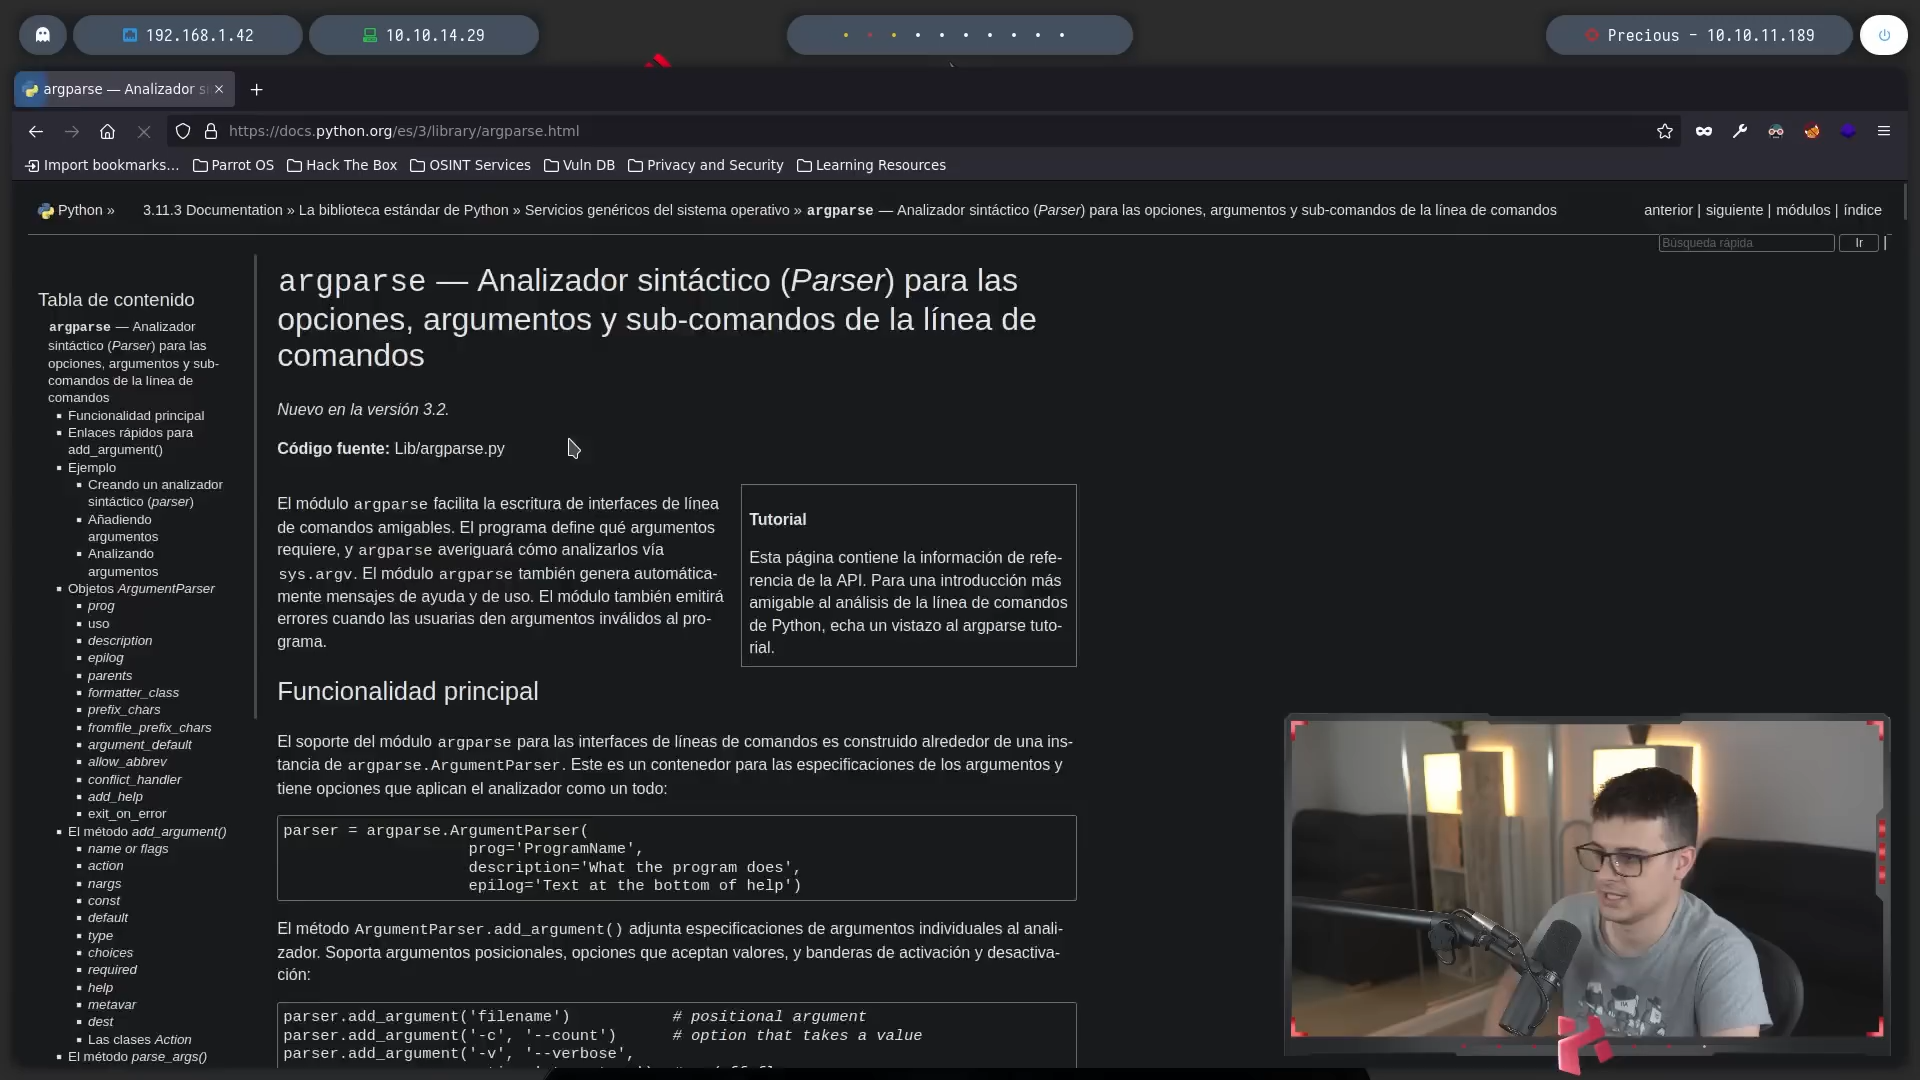 192.168.1.42
10.10.14.29
Precious - 10.10.11.189
argparse — Analizador si
https://docs.python.org/es/3/library/argparse.html
Import bookmarks...
Parrot OS
Hack The Box
OSINT Services
Vuln DB
Privacy and Security
Learning Resources
Python »
3.11.3 Documentation » La biblioteca estándar de Python » Servicios genéricos del sistema operativo » argparse — Analizador sintáctico (Parser) para las opciones, argumentos y sub-comandos de la línea de comandos
anterior | siguiente | módulos | índice
Búsqueda rápida
Ir
|
Tabla de contenido
argparse — Analizador
sintáctico (Parser) para las
opciones, argumentos y sub-
comandos de la línea de
comandos
Funcionalidad principal
Enlaces rápidos para
add_argument()
Ejemplo
Creando un analizador
sintáctico (parser)
Añadiendo
argumentos
Analizando
argumentos
Objetos ArgumentParser
prog
uso
description
epilog
parents
formatter_class
prefix_chars
fromfile_prefix_chars
argument_default
allow_abbrev
conflict_handler
add_help
exit_on_error
El método add_argument()
name or flags
action
nargs
const
default
type
choices
required
help
metavar
dest
Las clases Action
El método parse_args()
argparse — Analizador sintáctico (Parser) para las
opciones, argumentos y sub-comandos de la línea de
comandos
Nuevo en la versión 3.2.
Código fuente: Lib/argparse.py
El módulo argparse facilita la escritura de interfaces de línea
de comandos amigables. El programa define qué argumentos
requiere, y argparse averiguará cómo analizarlos vía
sys.argv. El módulo argparse también genera automática-
mente mensajes de ayuda y de uso. El módulo también emitirá
errores cuando las usuarias den argumentos inválidos al pro-
grama.
Tutorial
Esta página contiene la información de refe-
rencia de la API. Para una introducción más
amigable al análisis de la línea de comandos
de Python, echa un vistazo al argparse tuto-
rial.
Funcionalidad principal
El soporte del módulo argparse para las interfaces de líneas de comandos es construido alrededor de una ins-
tancia de argparse.ArgumentParser. Este es un contenedor para las especificaciones de los argumentos y
tiene opciones que aplican el analizador como un todo:
parser = argparse.ArgumentParser(
prog='ProgramName',
description='What the program does',
epilog='Text at the bottom of help')
El método ArgumentParser.add_argument() adjunta especificaciones de argumentos individuales al anali-
zador. Soporta argumentos posicionales, opciones que aceptan valores, y banderas de activación y desactiva-
ción:
parser.add_argument('filename') # positional argument
parser.add_argument('-c', '--count') # option that takes a value
parser.add_argument('-v', '--verbose',